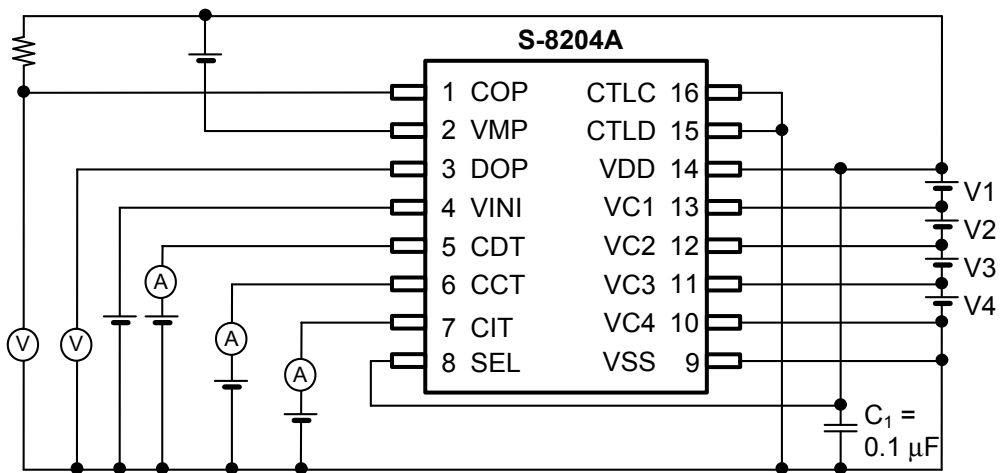 S-8204A
1 COP CTLC 16
2 VMP CTLD 15
3 DOP VDD 14
4 VINI VC1 13
5 CDT VC2 12
6 CCT VC3 11
7 CIT VC4 10
8 SEL VSS 9
V1
V2
V3
V4
A
A
A
V
V
C₁ =
0.1 μF